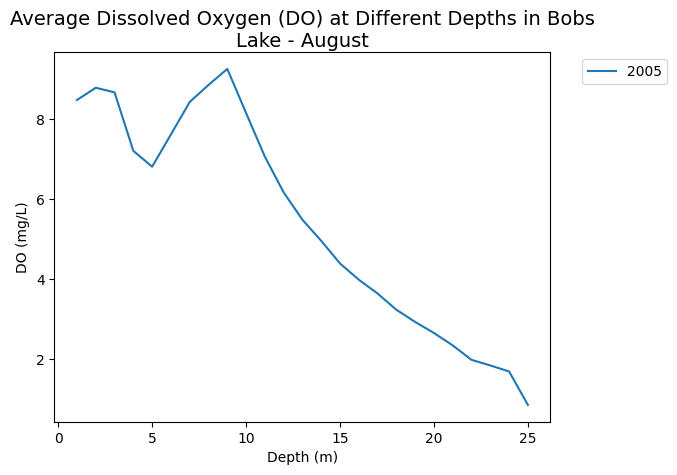 Average Dissolved Oxygen (DO) at Different Depths in Bobs
Lake - August
2005
8
6
4
2
DO (mg/L)
0
5
10
15
20
25
Depth (m)